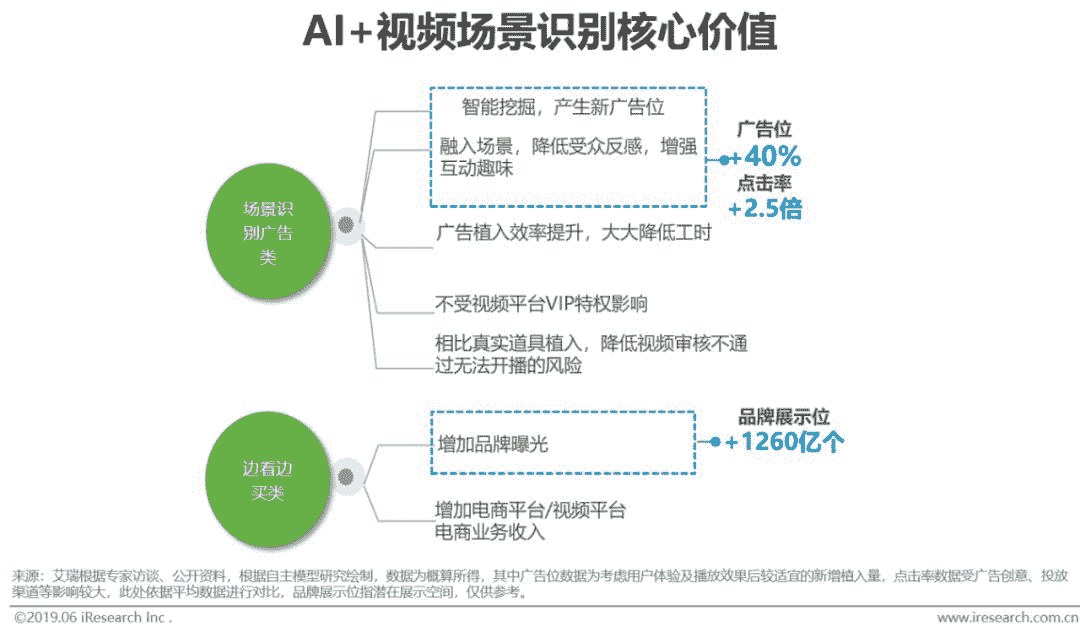 AI+视频场景识别核心价值
智能挖掘，产生新广告位
融入场景，降低受众反感，增强
互动趣味
广告位
+40%
点击率
+2.5倍
场景识
别广告
类
广告植入效率提升，大大降低工时
不受视频平台VIP特权影响
相比真实道具植入，降低视频审核不通
过无法开播的风险
品牌展示位
+1260亿个
增加品牌曝光
边看边
买类
增加电商平台/视频平台
电商业务收入
来源：艾瑞根据专家访谈、公开资料，根据自主模型研究绘制，数据为概算所得，其中广告位数据为考虑用户体验及播放效果后较适宜的新增植入量，点击率数据受广告创意、投放
渠道等影响较大，此处依据平均数据进行对比，品牌展示位指潜在展示空间，仅供参考。
©2019.06 iResearch Inc .
www.iresearch.com.cn